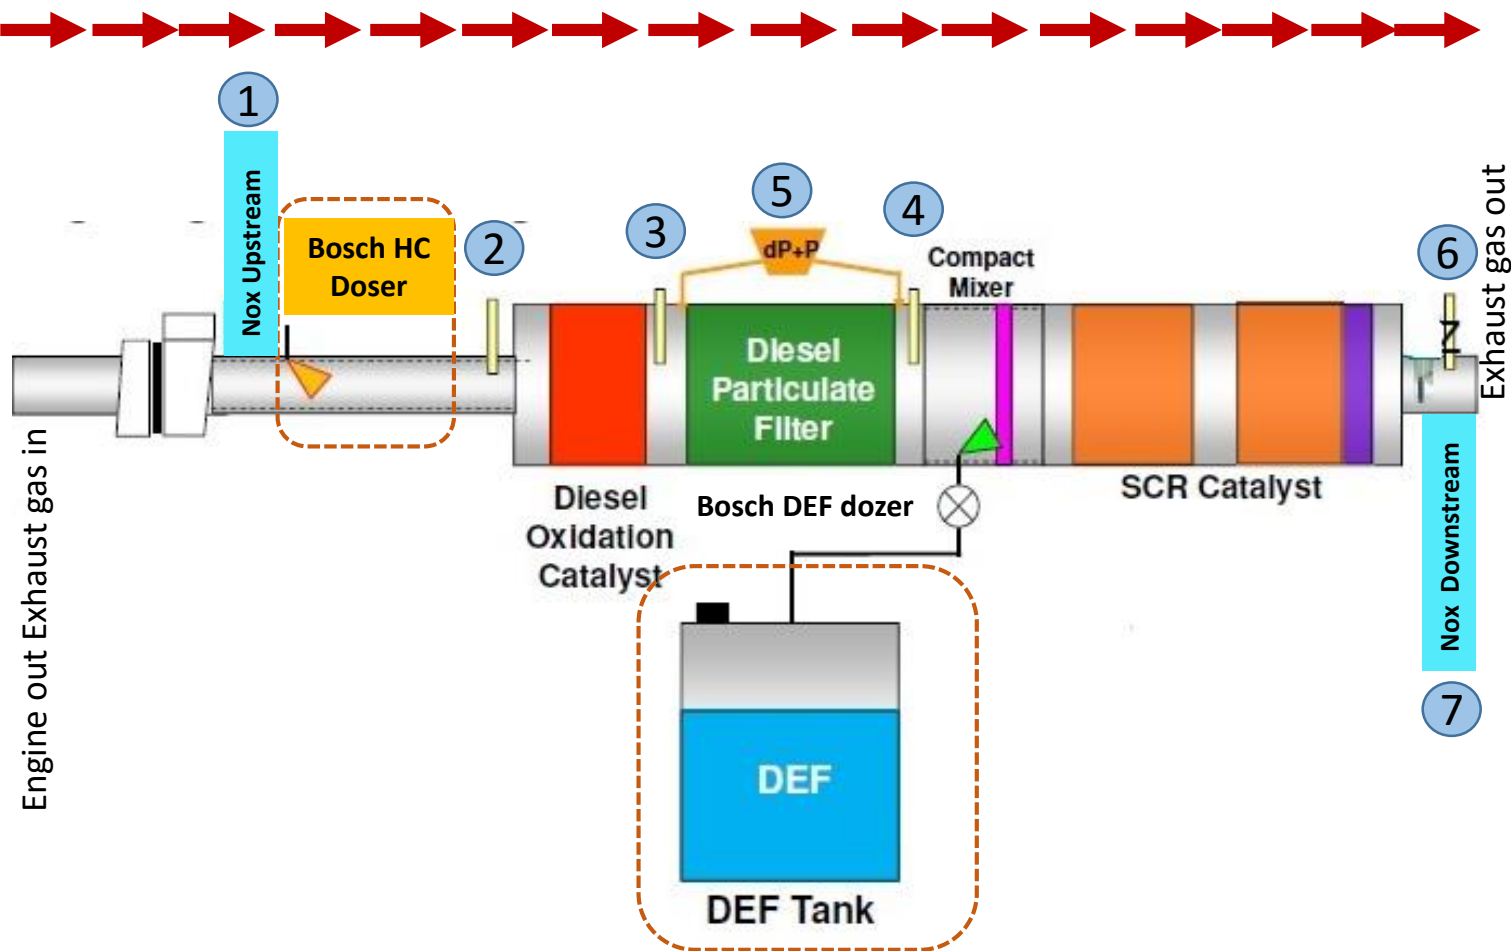 1
Nox Upstream
Bosch HC
Doser
2
3
5
dP+P
4
Compact
Mixer
6
Exhaust gas out
Diesel
Particulate
Filter
Engine out Exhaust gas in
Diesel
Oxidation
Catalyst
Bosch DEF dozer
SCR Catalyst
Nox Downstream
7
DEF
DEF Tank